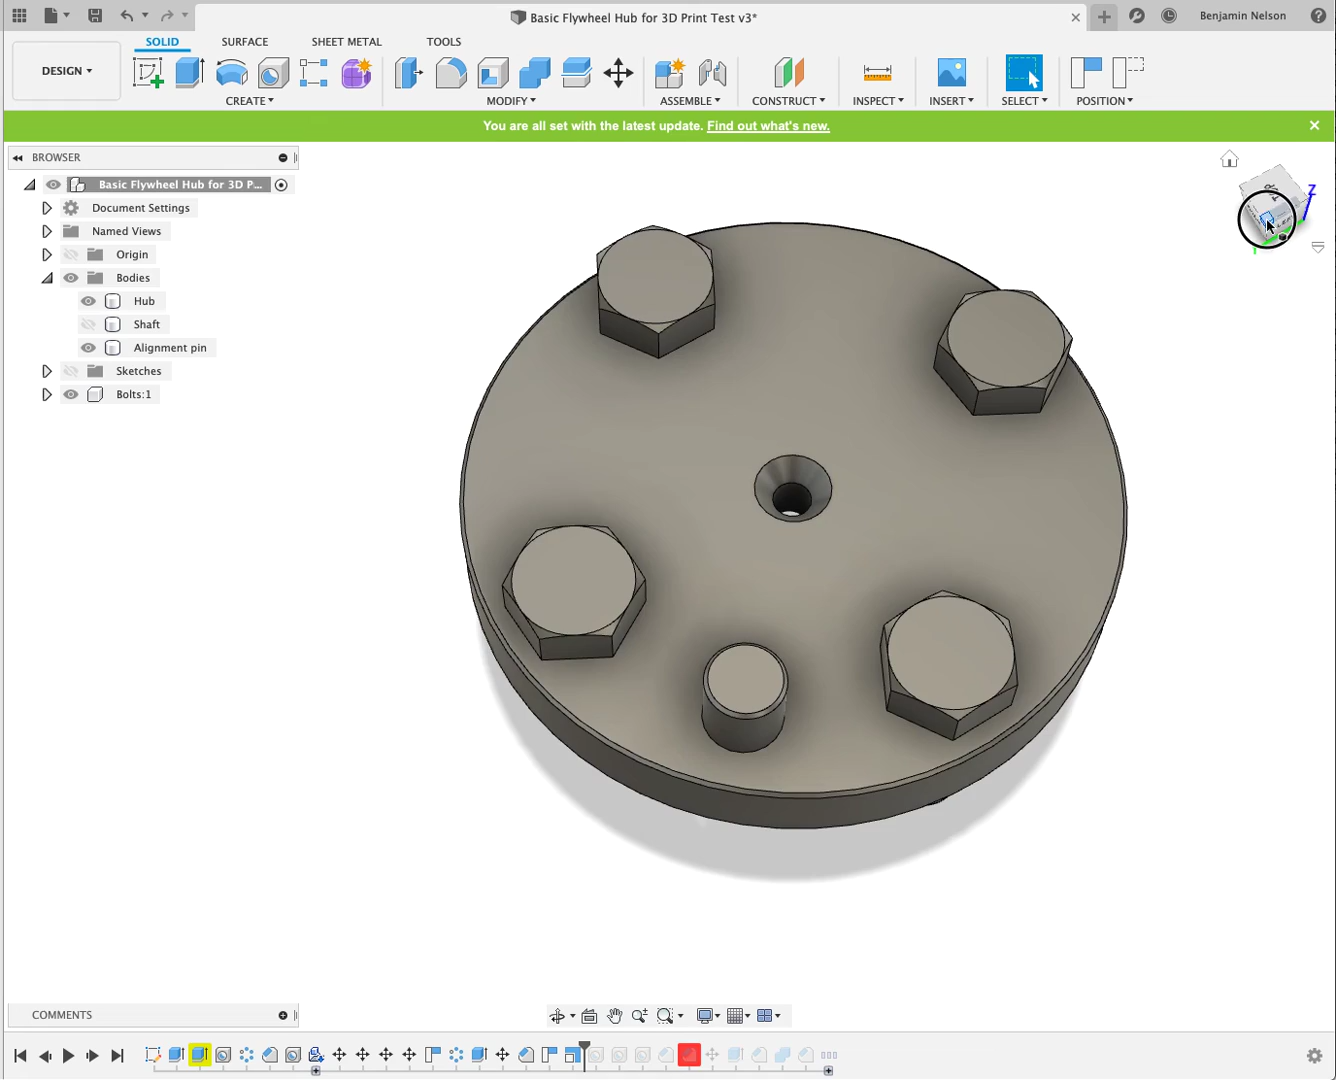 Basic Flywheel Hub for 3D Print Test v3*
Benjamin Nelson
SOLID SURFACE SHEET METAL TOOLS
DESIGN
CREATE MODIFY ASSEMBLE CONSTRUCT INSPECT INSERT SELECT POSITION
You are all set with the latest update. Find out what's new.
BROWSER
Basic Flywheel Hub for 3D P...
Document Settings
Named Views
Origin
Bodies
Hub
Shaft
Alignment pin
Sketches
Bolts:1
Z
COMMENTS